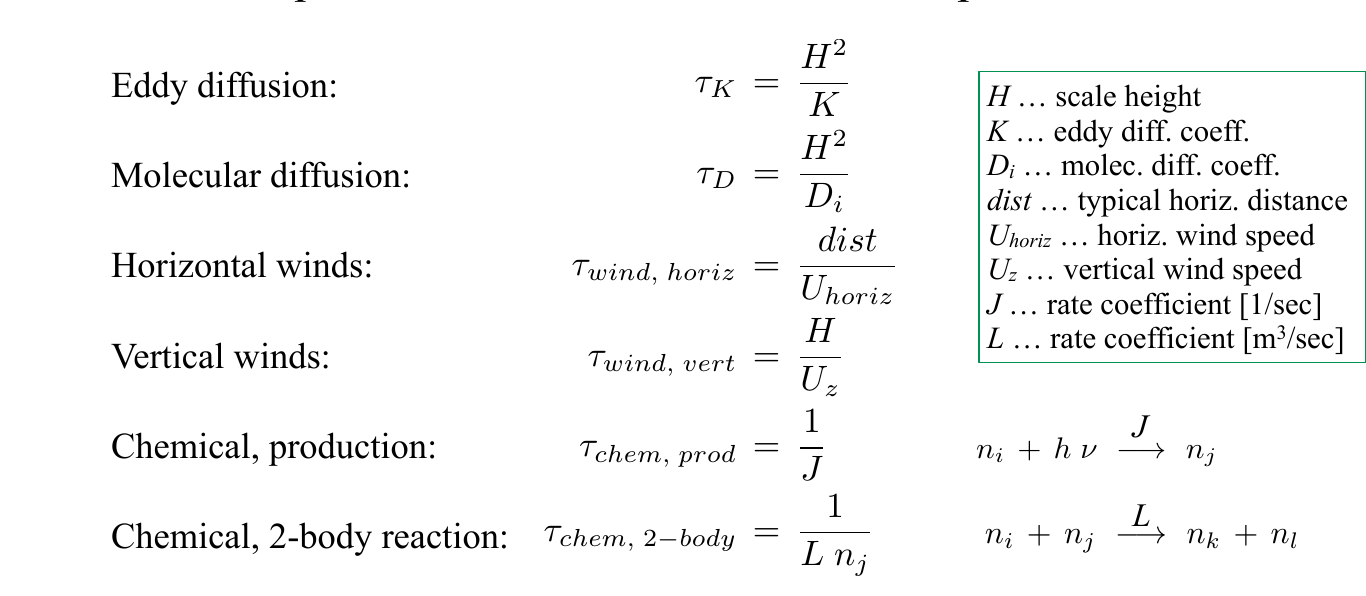 Eddy diffusion: τ_K = H² / K
Molecular diffusion: τ_D = H² / D_i
Horizontal winds: τ_wind, horiz = dist / U_horiz
Vertical winds: τ_wind, vert = H / U_z
Chemical, production: τ_chem, prod = 1 / J n_i + h ν ⟶^J n_j
Chemical, 2-body reaction: τ_chem, 2−body = 1 / L n_j n_i + n_j ⟶^L n_k + n_l
H … scale height
K … eddy diff. coeff.
D_i … molec. diff. coeff.
dist … typical horiz. distance
U_horiz … horiz. wind speed
U_z … vertical wind speed
J … rate coefficient [1/sec]
L … rate coefficient [m³/sec]